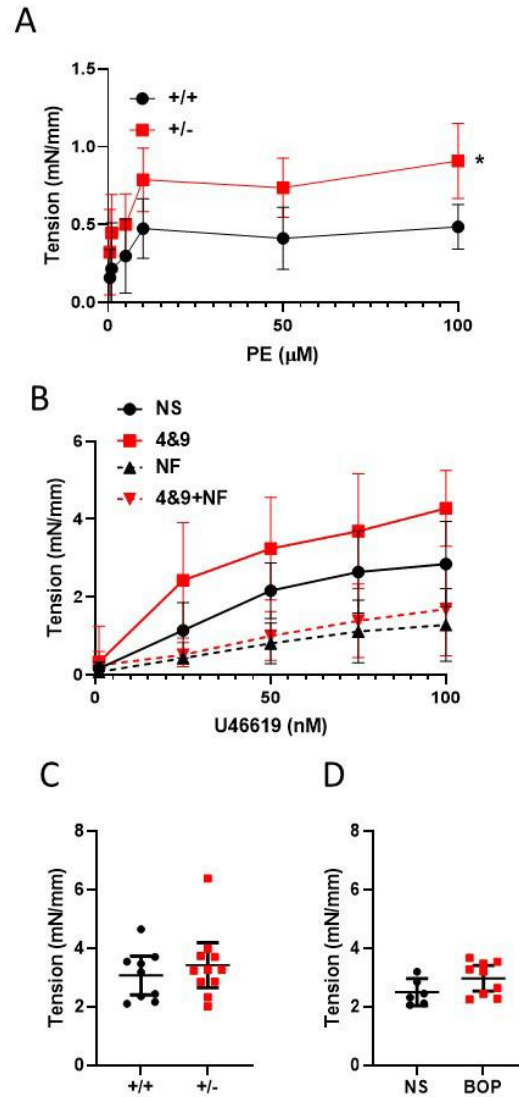 A
1.5
1.0
0.5
0.0
Tension (mN/mm)
+/+
+/-
*
0 50 100
PE (μM)
B
NS
4&9
NF
4&9+NF
6
4
2
0
Tension (mN/mm)
0 50 100
U46619 (nM)
C
8
6
4
2
0
Tension (mN/mm)
+/+ +/-
D
8
6
4
2
0
Tension (mN/mm)
NS BOP